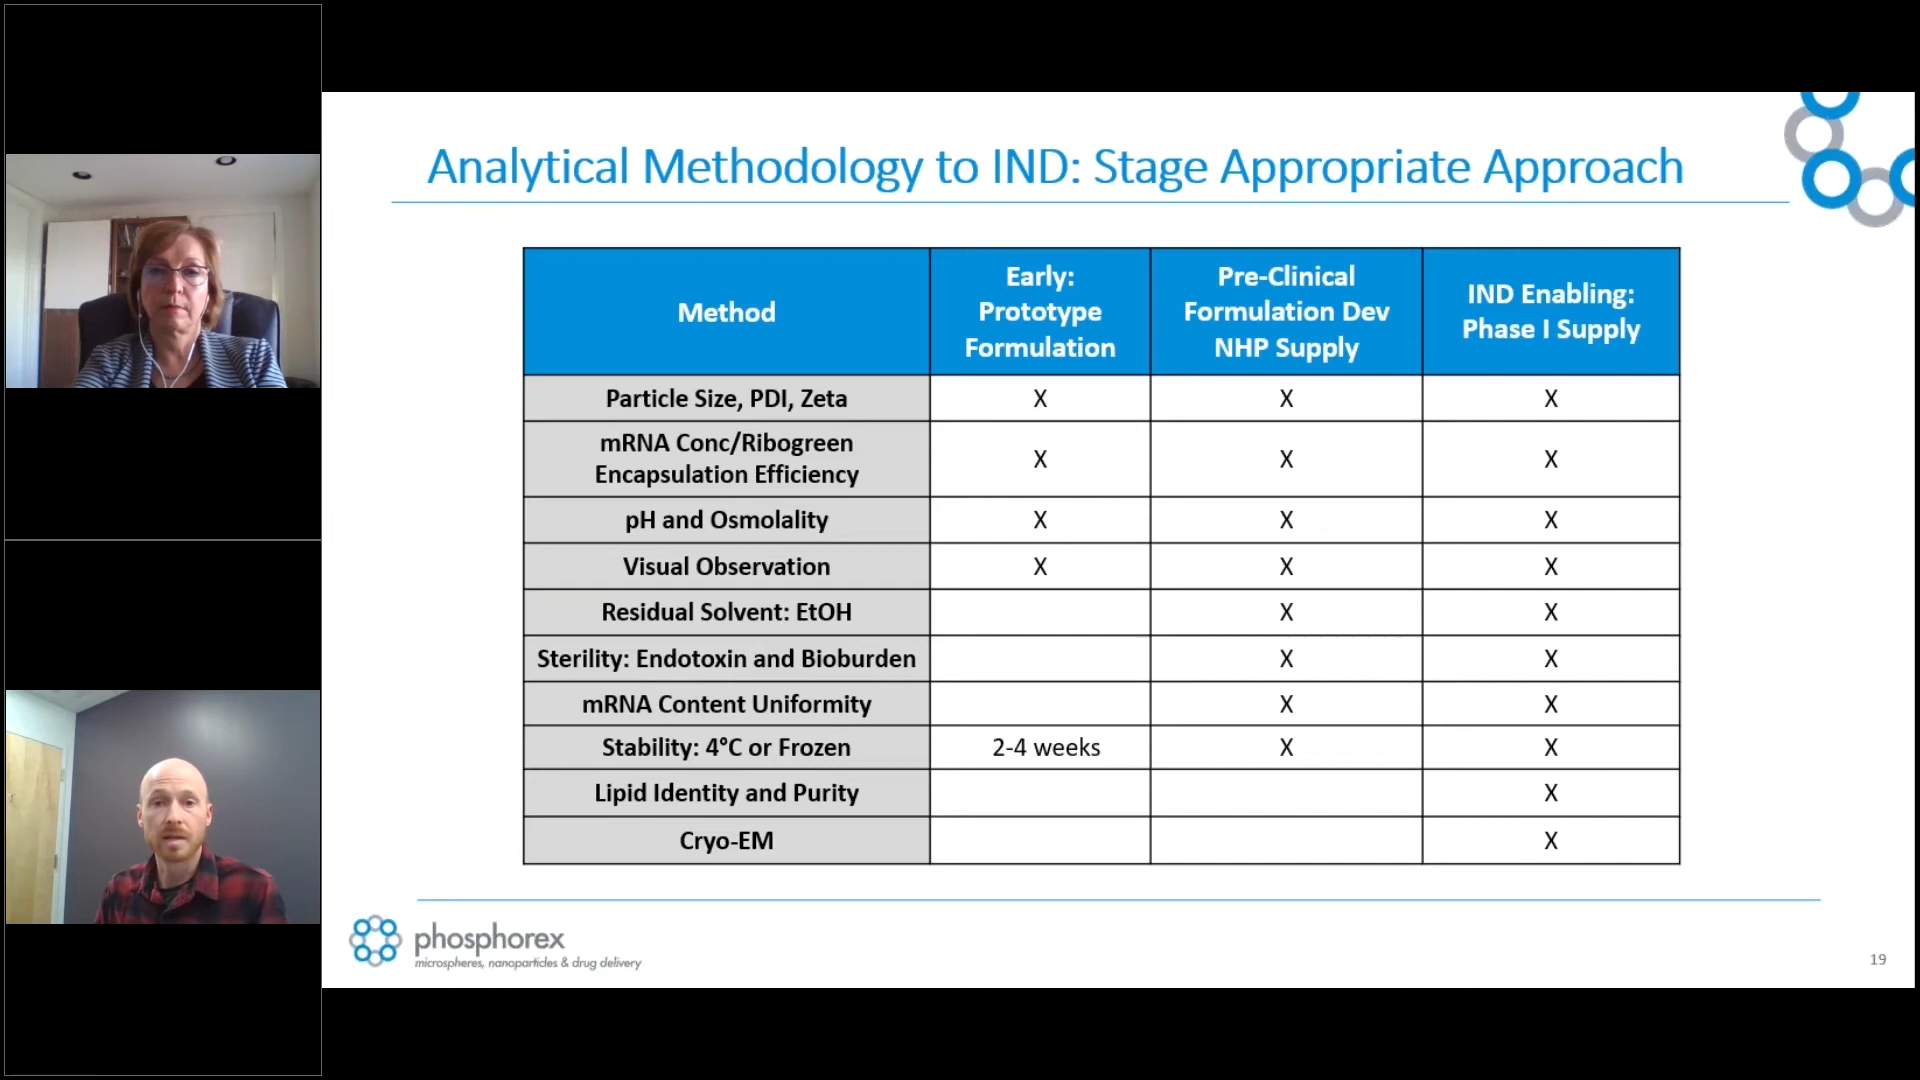 Analytical Methodology to IND: Stage Appropriate Approach
Method
Early:
Prototype
Formulation
Pre-Clinical
Formulation Dev
NHP Supply
IND Enabling:
Phase I Supply
Particle Size, PDI, Zeta X X X
mRNA Conc/Ribogreen
Encapsulation Efficiency X X X
pH and Osmolality X X X
Visual Observation X X X
Residual Solvent: EtOH X X
Sterility: Endotoxin and Bioburden X X
mRNA Content Uniformity X X
Stability: 4°C or Frozen 2-4 weeks X X
Lipid Identity and Purity X
Cryo-EM X
phosphorex
microspheres, nanoparticles & drug delivery
19